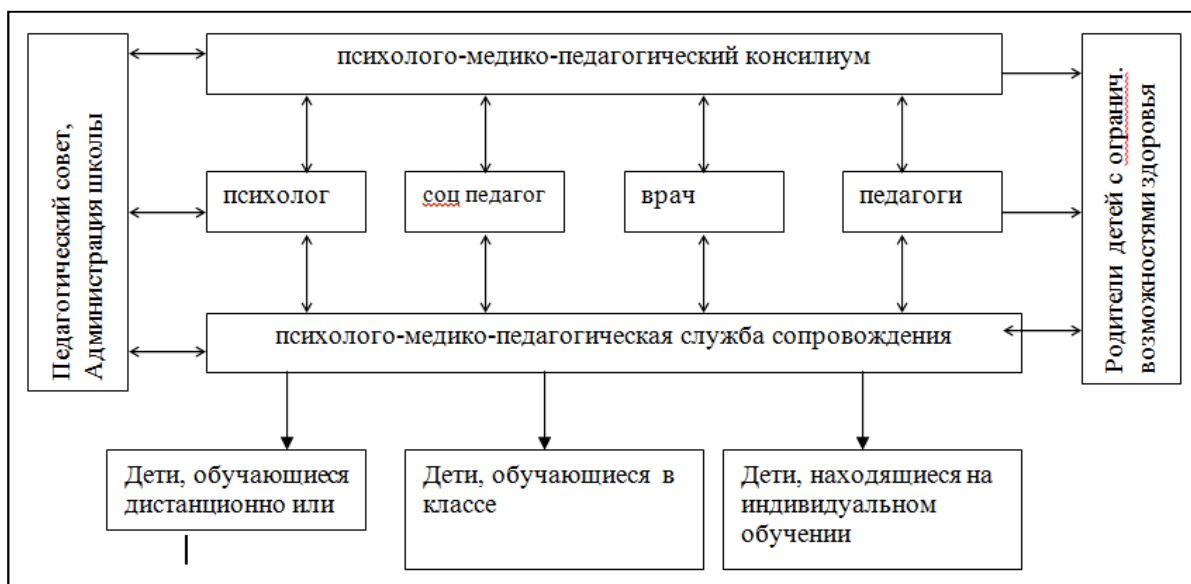 психолого-медико-педагогический консилиум
Педагогический совет,
Администрация школы
Родители детей с огранич.
возможностями здоровья
психолог
соц педагог
врач
педагоги
психолого-медико-педагогическая служба сопровождения
Дети, обучающиеся
дистанционно или
Дети, обучающиеся в
классе
Дети, находящиеся на
индивидуальном
обучении